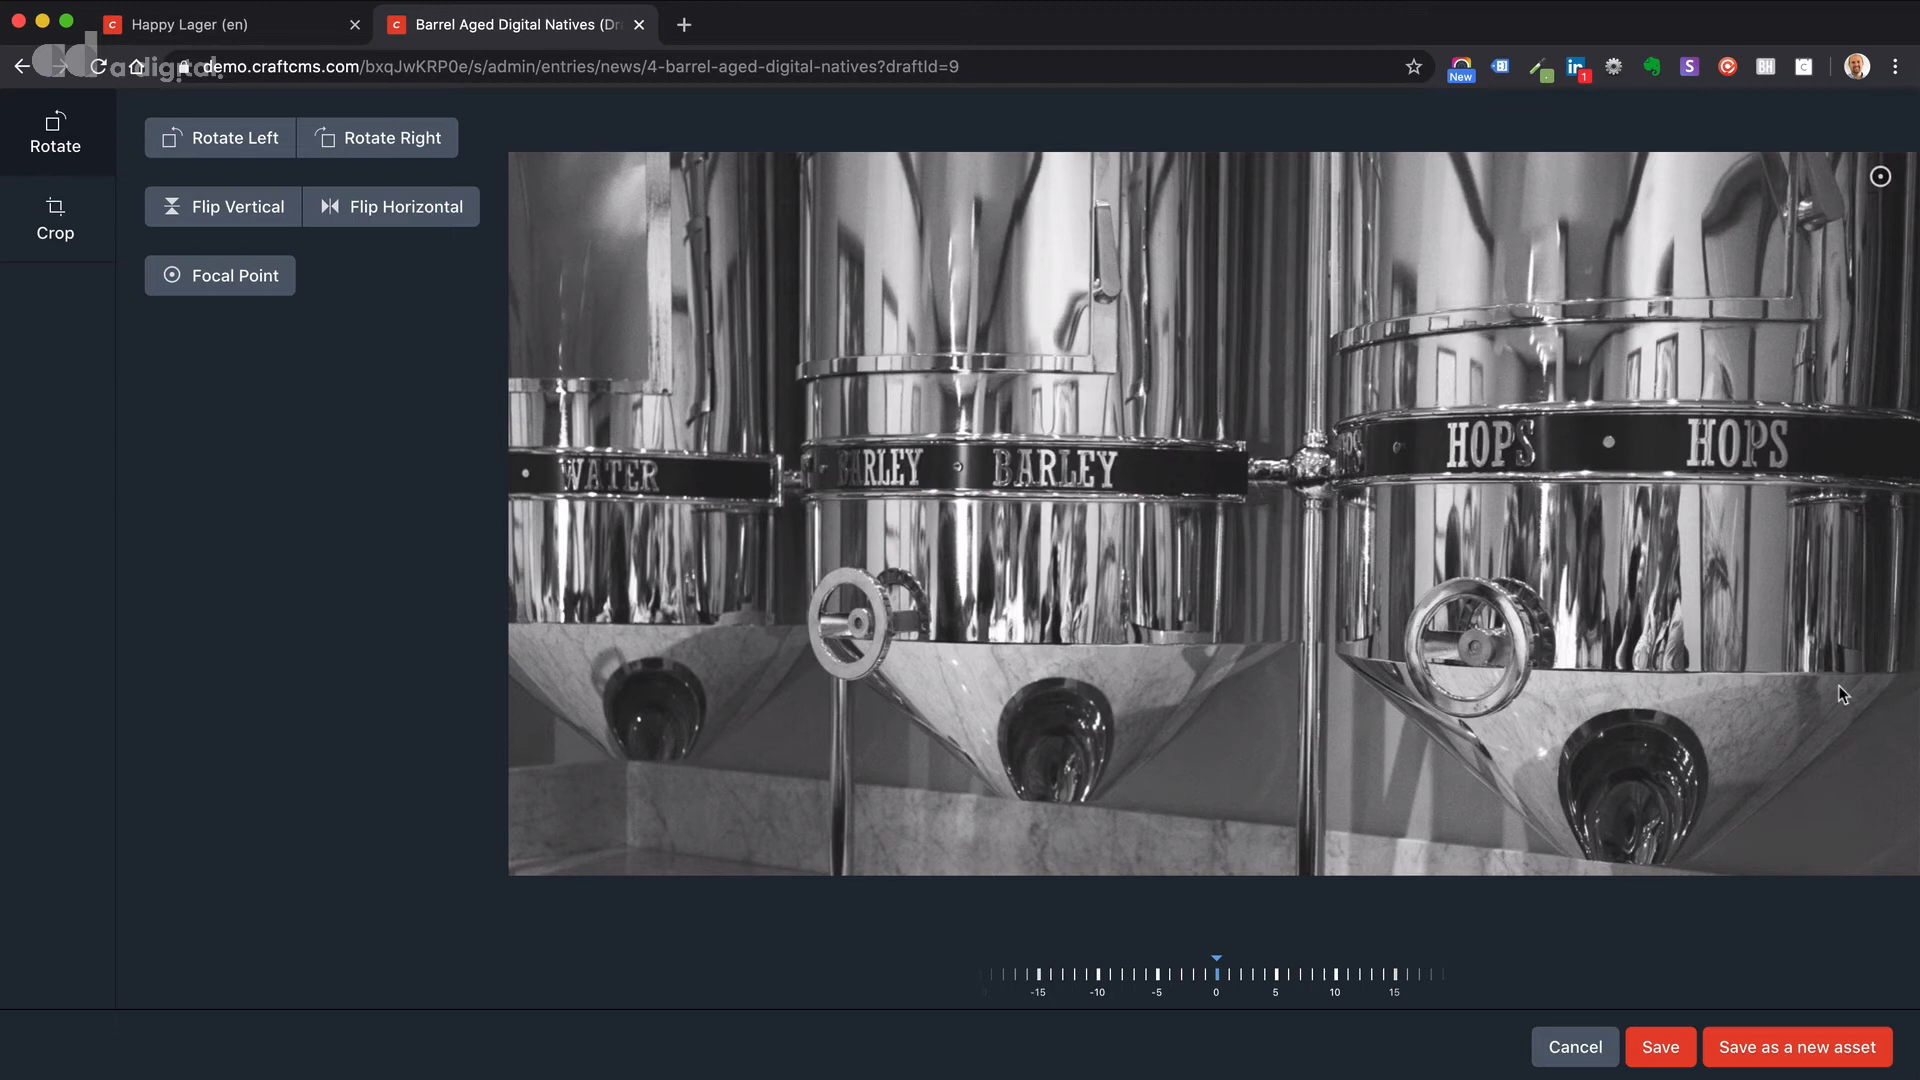 Happy Lager (en)
Barrel Aged Digital Natives (Dr
adigital.
demo.craftcms.com/bxqJwKRP0e/s/admin/entries/news/4-barrel-aged-digital-natives?draftId=9
New
1
Rotate
Crop
Rotate Left
Rotate Right
Flip Vertical
Flip Horizontal
Focal Point
WATER
BARLEY BARLEY
HOPS HOPS
-15 -10 -5 0 5 10 15
Cancel
Save
Save as a new asset